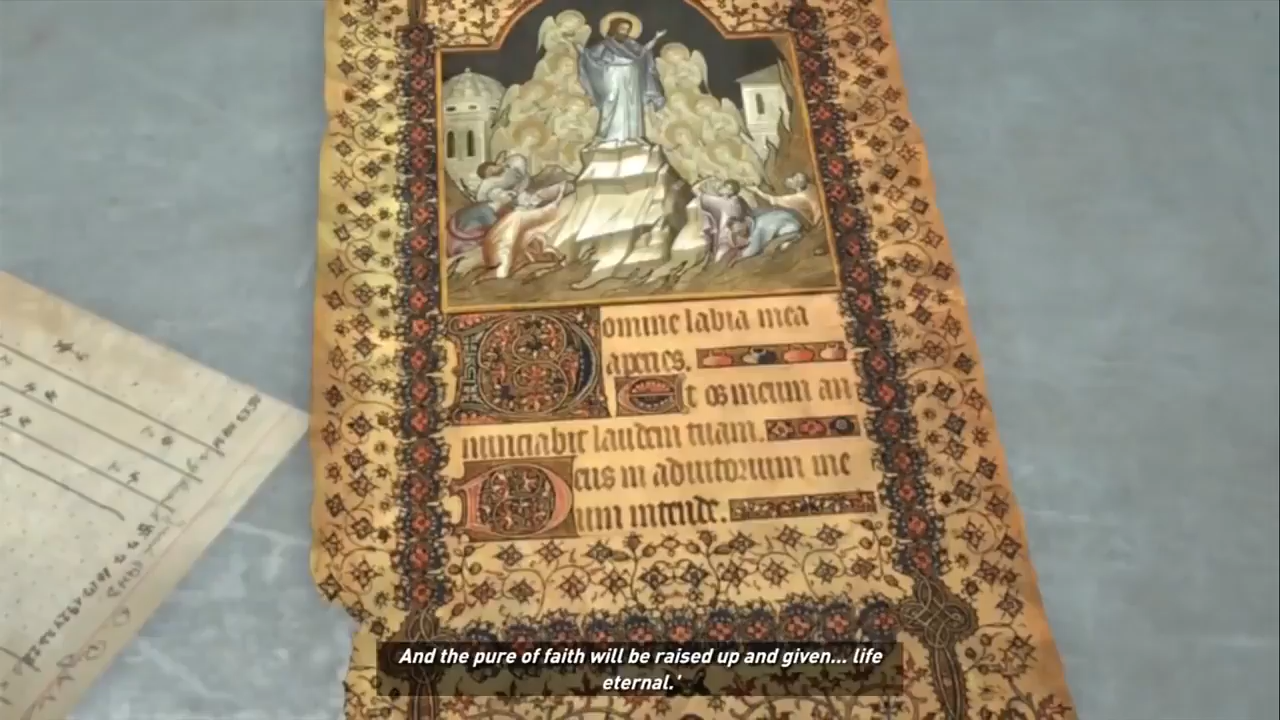 Domine labia mea
aperies.
Et os meum an
nunciabit laudem tuam.
Deus in adiutorium me
um intende.
And the pure of faith will be raised up and given... life
eternal.'